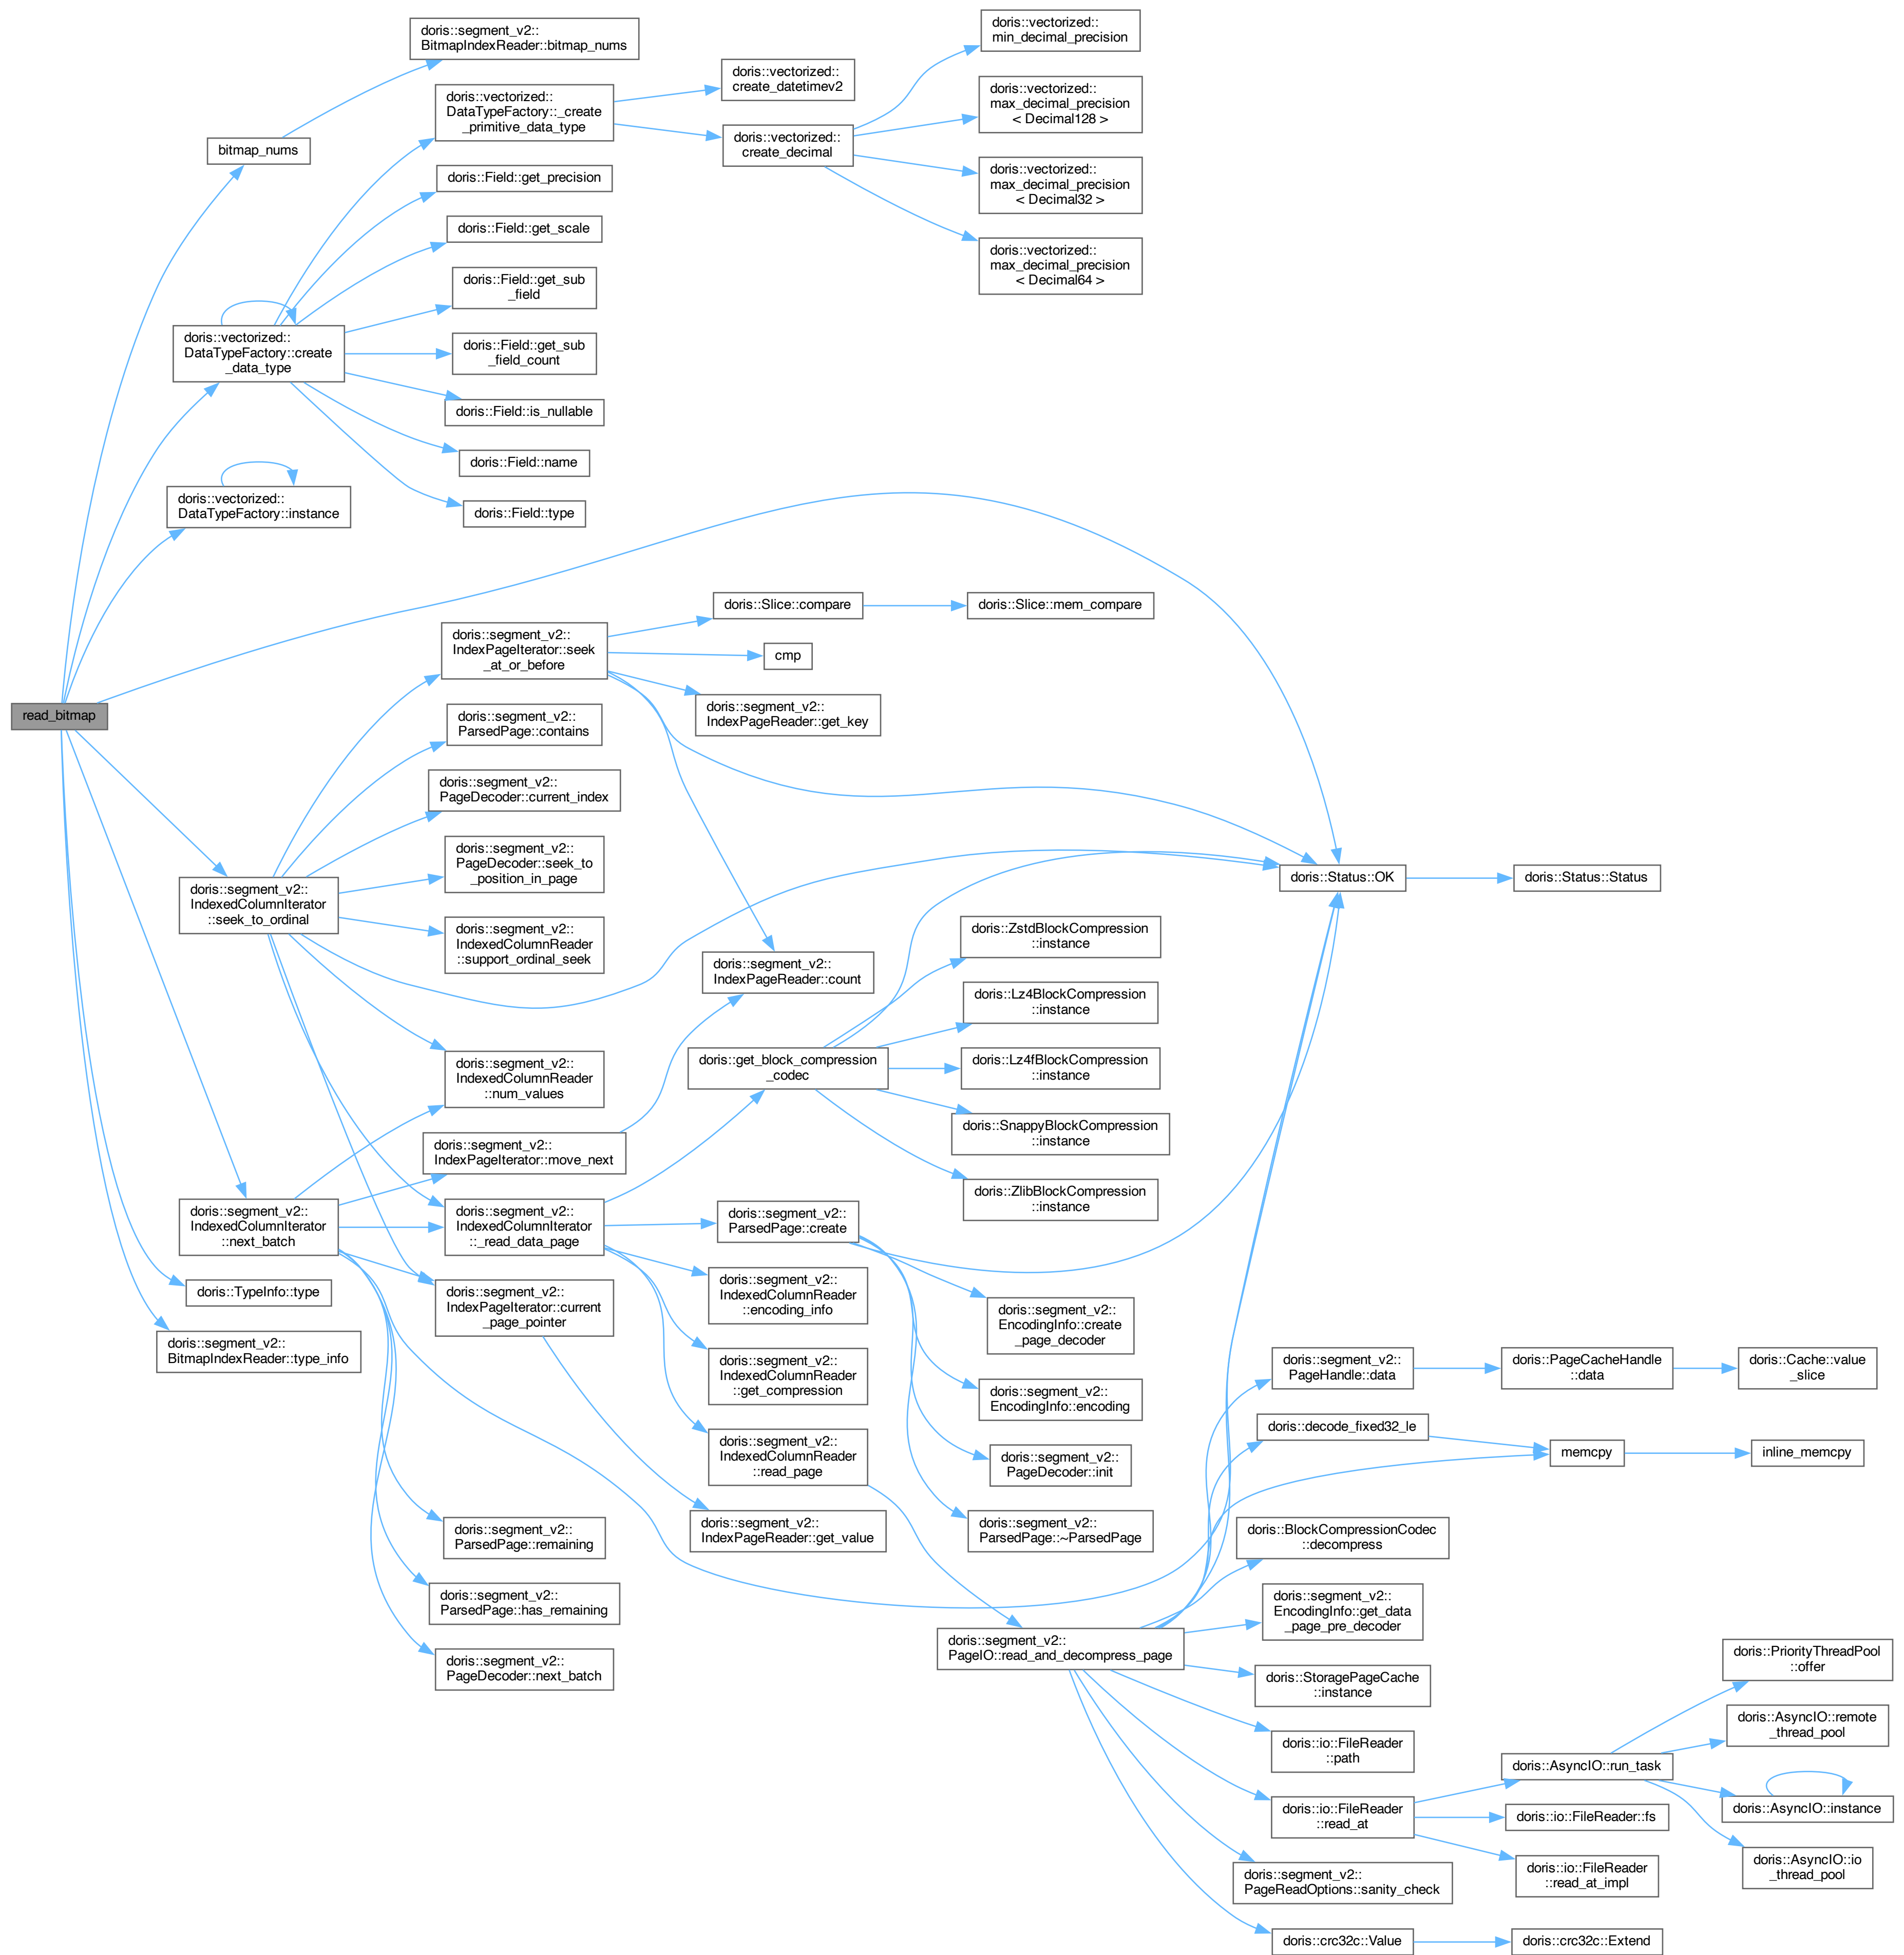 read_bitmap
bitmap_nums
doris::segment_v2::
BitmapIndexReader::bitmap_nums
doris::vectorized::
DataTypeFactory::create
_data_type
doris::vectorized::
DataTypeFactory::_create
_primitive_data_type
doris::vectorized::
create_datetimev2
doris::vectorized::
create_decimal
doris::vectorized::
min_decimal_precision
doris::vectorized::
max_decimal_precision
< Decimal128 >
doris::vectorized::
max_decimal_precision
< Decimal32 >
doris::vectorized::
max_decimal_precision
< Decimal64 >
doris::Field::get_precision
doris::Field::get_scale
doris::Field::get_sub
_field
doris::Field::get_sub
_field_count
doris::Field::is_nullable
doris::Field::name
doris::Field::type
doris::vectorized::
DataTypeFactory::instance
doris::segment_v2::
IndexedColumnIterator
::seek_to_ordinal
doris::segment_v2::
IndexPageIterator::seek
_at_or_before
doris::Slice::compare
doris::Slice::mem_compare
cmp
doris::segment_v2::
IndexPageReader::get_key
doris::segment_v2::
ParsedPage::contains
doris::segment_v2::
PageDecoder::current_index
doris::segment_v2::
PageDecoder::seek_to
_position_in_page
doris::segment_v2::
IndexedColumnReader
::support_ordinal_seek
doris::Status::OK
doris::Status::Status
doris::segment_v2::
IndexPageReader::count
doris::segment_v2::
IndexedColumnReader
::num_values
doris::segment_v2::
IndexedColumnIterator
::next_batch
doris::segment_v2::
IndexPageIterator::move_next
doris::segment_v2::
IndexedColumnIterator
::_read_data_page
doris::segment_v2::
IndexPageIterator::current
_page_pointer
doris::get_block_compression
_codec
doris::ZstdBlockCompression
::instance
doris::Lz4BlockCompression
::instance
doris::Lz4fBlockCompression
::instance
doris::SnappyBlockCompression
::instance
doris::ZlibBlockCompression
::instance
doris::segment_v2::
ParsedPage::create
doris::segment_v2::
IndexedColumnReader
::encoding_info
doris::segment_v2::
IndexedColumnReader
::get_compression
doris::segment_v2::
IndexedColumnReader
::read_page
doris::segment_v2::
IndexPageReader::get_value
doris::segment_v2::
EncodingInfo::create
_page_decoder
doris::segment_v2::
EncodingInfo::encoding
doris::segment_v2::
PageDecoder::init
doris::segment_v2::
ParsedPage::~ParsedPage
doris::TypeInfo::type
doris::segment_v2::
BitmapIndexReader::type_info
doris::segment_v2::
ParsedPage::remaining
doris::segment_v2::
ParsedPage::has_remaining
doris::segment_v2::
PageDecoder::next_batch
doris::segment_v2::
PageIO::read_and_decompress_page
doris::segment_v2::
PageHandle::data
doris::PageCacheHandle
::data
doris::Cache::value
_slice
doris::decode_fixed32_le
memcpy
inline_memcpy
doris::BlockCompressionCodec
::decompress
doris::segment_v2::
EncodingInfo::get_data
_page_pre_decoder
doris::StoragePageCache
::instance
doris::io::FileReader
::path
doris::io::FileReader
::read_at
doris::AsyncIO::run_task
doris::PriorityThreadPool
::offer
doris::AsyncIO::remote
_thread_pool
doris::AsyncIO::instance
doris::AsyncIO::io
_thread_pool
doris::io::FileReader::fs
doris::io::FileReader
::read_at_impl
doris::segment_v2::
PageReadOptions::sanity_check
doris::crc32c::Value
doris::crc32c::Extend